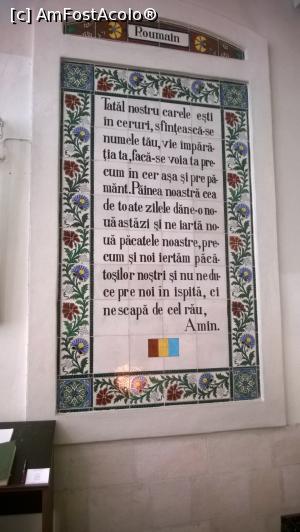 [c] AmFostAcolo®
Roumain
Tatăl nostru carele ești
in ceruri, sfințească-se
numele tău, vie împără-
ția ta, facă-se voia ta pre
cum in cer așa și pre pă-
mânt. Pâinea noastră cea
de toate zilele dăne-o no-
uă astăzi și ne iartă no-
uă păcatele noastre, pre-
cum și noi iertăm păcă-
toșilor noștri și nu ne du-
ce pre noi in ispită, ci
ne scapă de cel rău,
Amin.